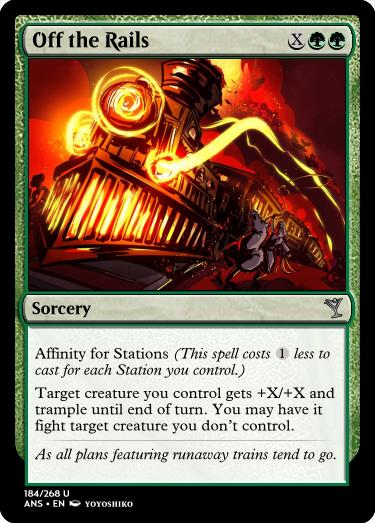 Off the Rails X
Sorcery
Affinity for Stations (This spell costs 1 less to
cast for each Station you control.)
Target creature you control gets +X/+X and
trample until end of turn. You may have it
fight target creature you don't control.
As all plans featuring runaway trains tend to go.
184/268 U
ANS • EN YOYOSHIKO